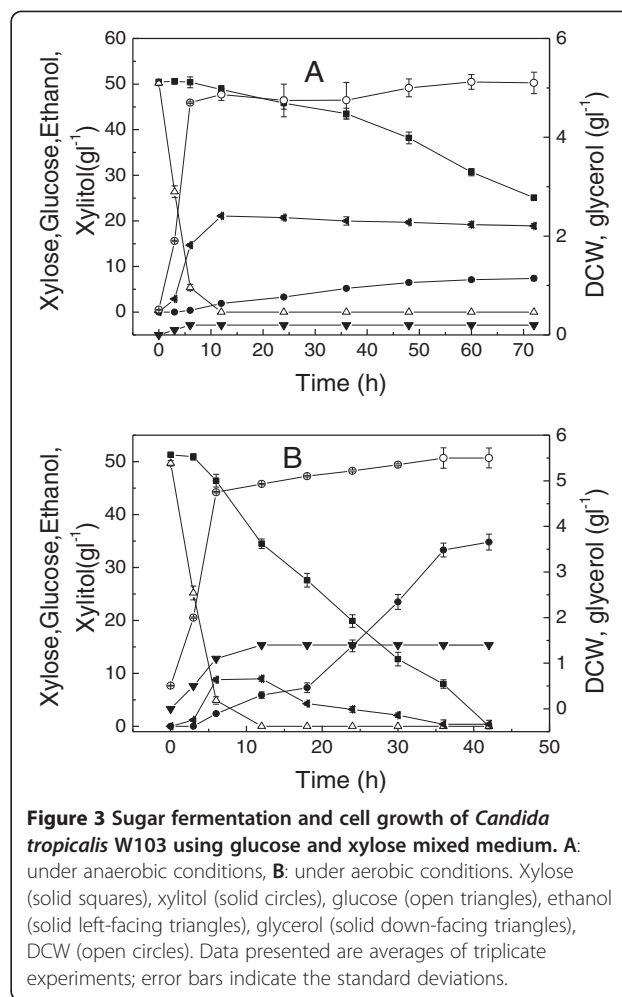 A
60
50
40
30
20
10
0
Xylose,Glucose,Ethanol,
Xylitol(gl⁻¹)
6
5
4
3
2
1
0
DCW, glycerol (gl⁻¹)
0 10 20 30 40 50 60 70
Time (h)
B
50
40
30
20
10
0
Xylose,Glucose,Ethanol,
Xylitol(gl⁻¹)
6
5
4
3
2
1
0
DCW, glycerol (gl⁻¹)
0 10 20 30 40 50
Time (h)
Figure 3 Sugar fermentation and cell growth of Candida
tropicalis W103 using glucose and xylose mixed medium. A:
under anaerobic conditions, B: under aerobic conditions. Xylose
(solid squares), xylitol (solid circles), glucose (open triangles), ethanol
(solid left-facing triangles), glycerol (solid down-facing triangles),
DCW (open circles). Data presented are averages of triplicate
experiments; error bars indicate the standard deviations.